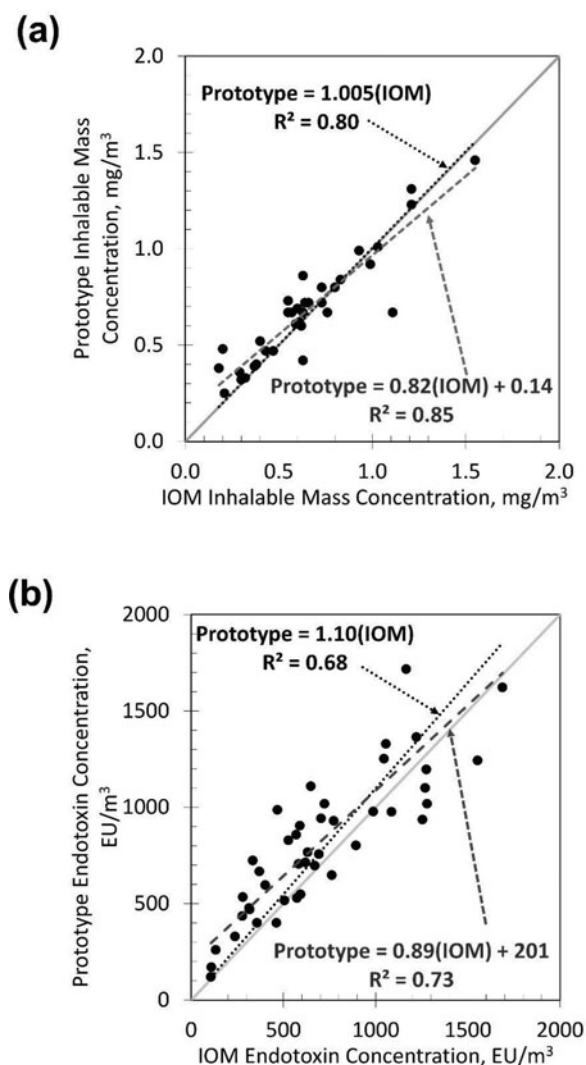 (a)
2.0
1.5
1.0
0.5
0.0
Prototype Inhalable Mass
Concentration, mg/m³
Prototype = 1.005(IOM)
R² = 0.80
Prototype = 0.82(IOM) + 0.14
R² = 0.85
0.0 0.5 1.0 1.5 2.0
IOM Inhalable Mass Concentration, mg/m³
(b)
2000
1500
1000
500
0
Prototype Endotoxin Concentration,
EU/m³
Prototype = 1.10(IOM)
R² = 0.68
Prototype = 0.89(IOM) + 201
R² = 0.73
0 500 1000 1500 2000
IOM Endotoxin Concentration, EU/m³